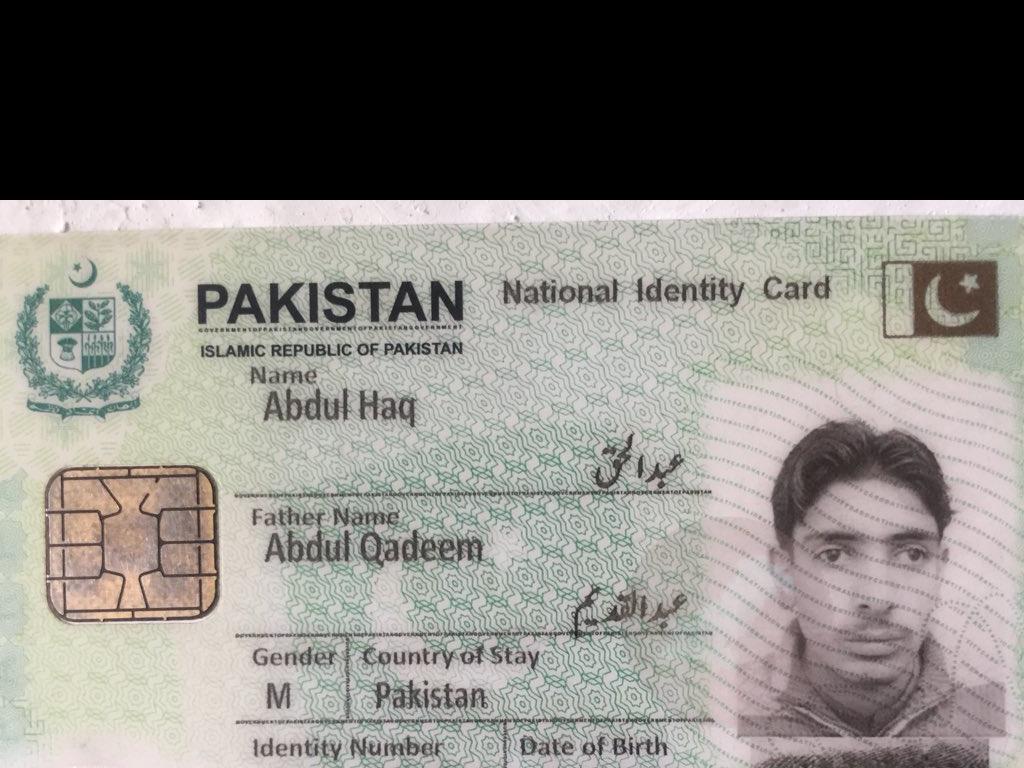 PAKISTAN
National Identity Card
ISLAMIC REPUBLIC OF PAKISTAN
Name
Abdul Haq
عبدالحق
Father Name
Abdul Qadeem
عبدالقدیم
Gender Country of Stay
M Pakistan
Identity Number Date of Birth